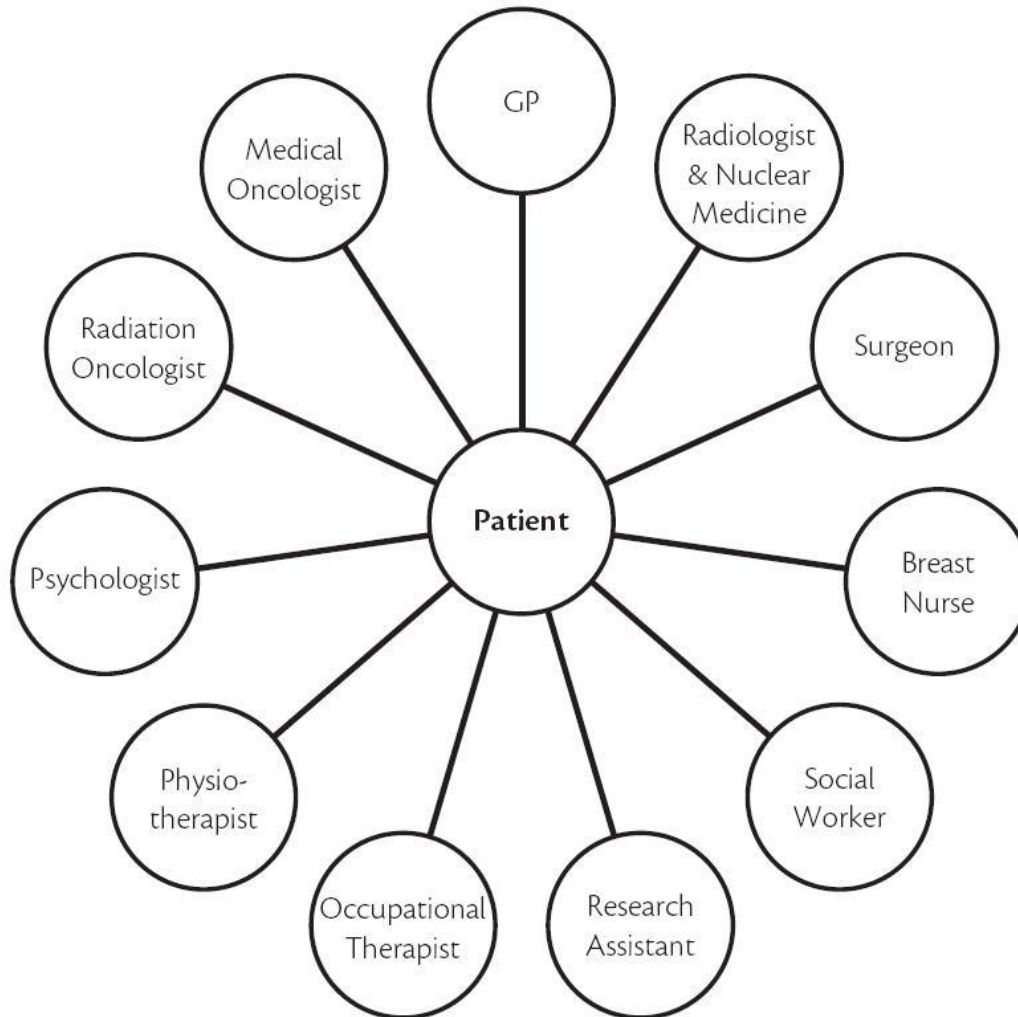 GP
Radiologist
& Nuclear
Medicine
Surgeon
Breast
Nurse
Social
Worker
Research
Assistant
Occupational
Therapist
Physio-
therapist
Psychologist
Radiation
Oncologist
Medical
Oncologist
Patient